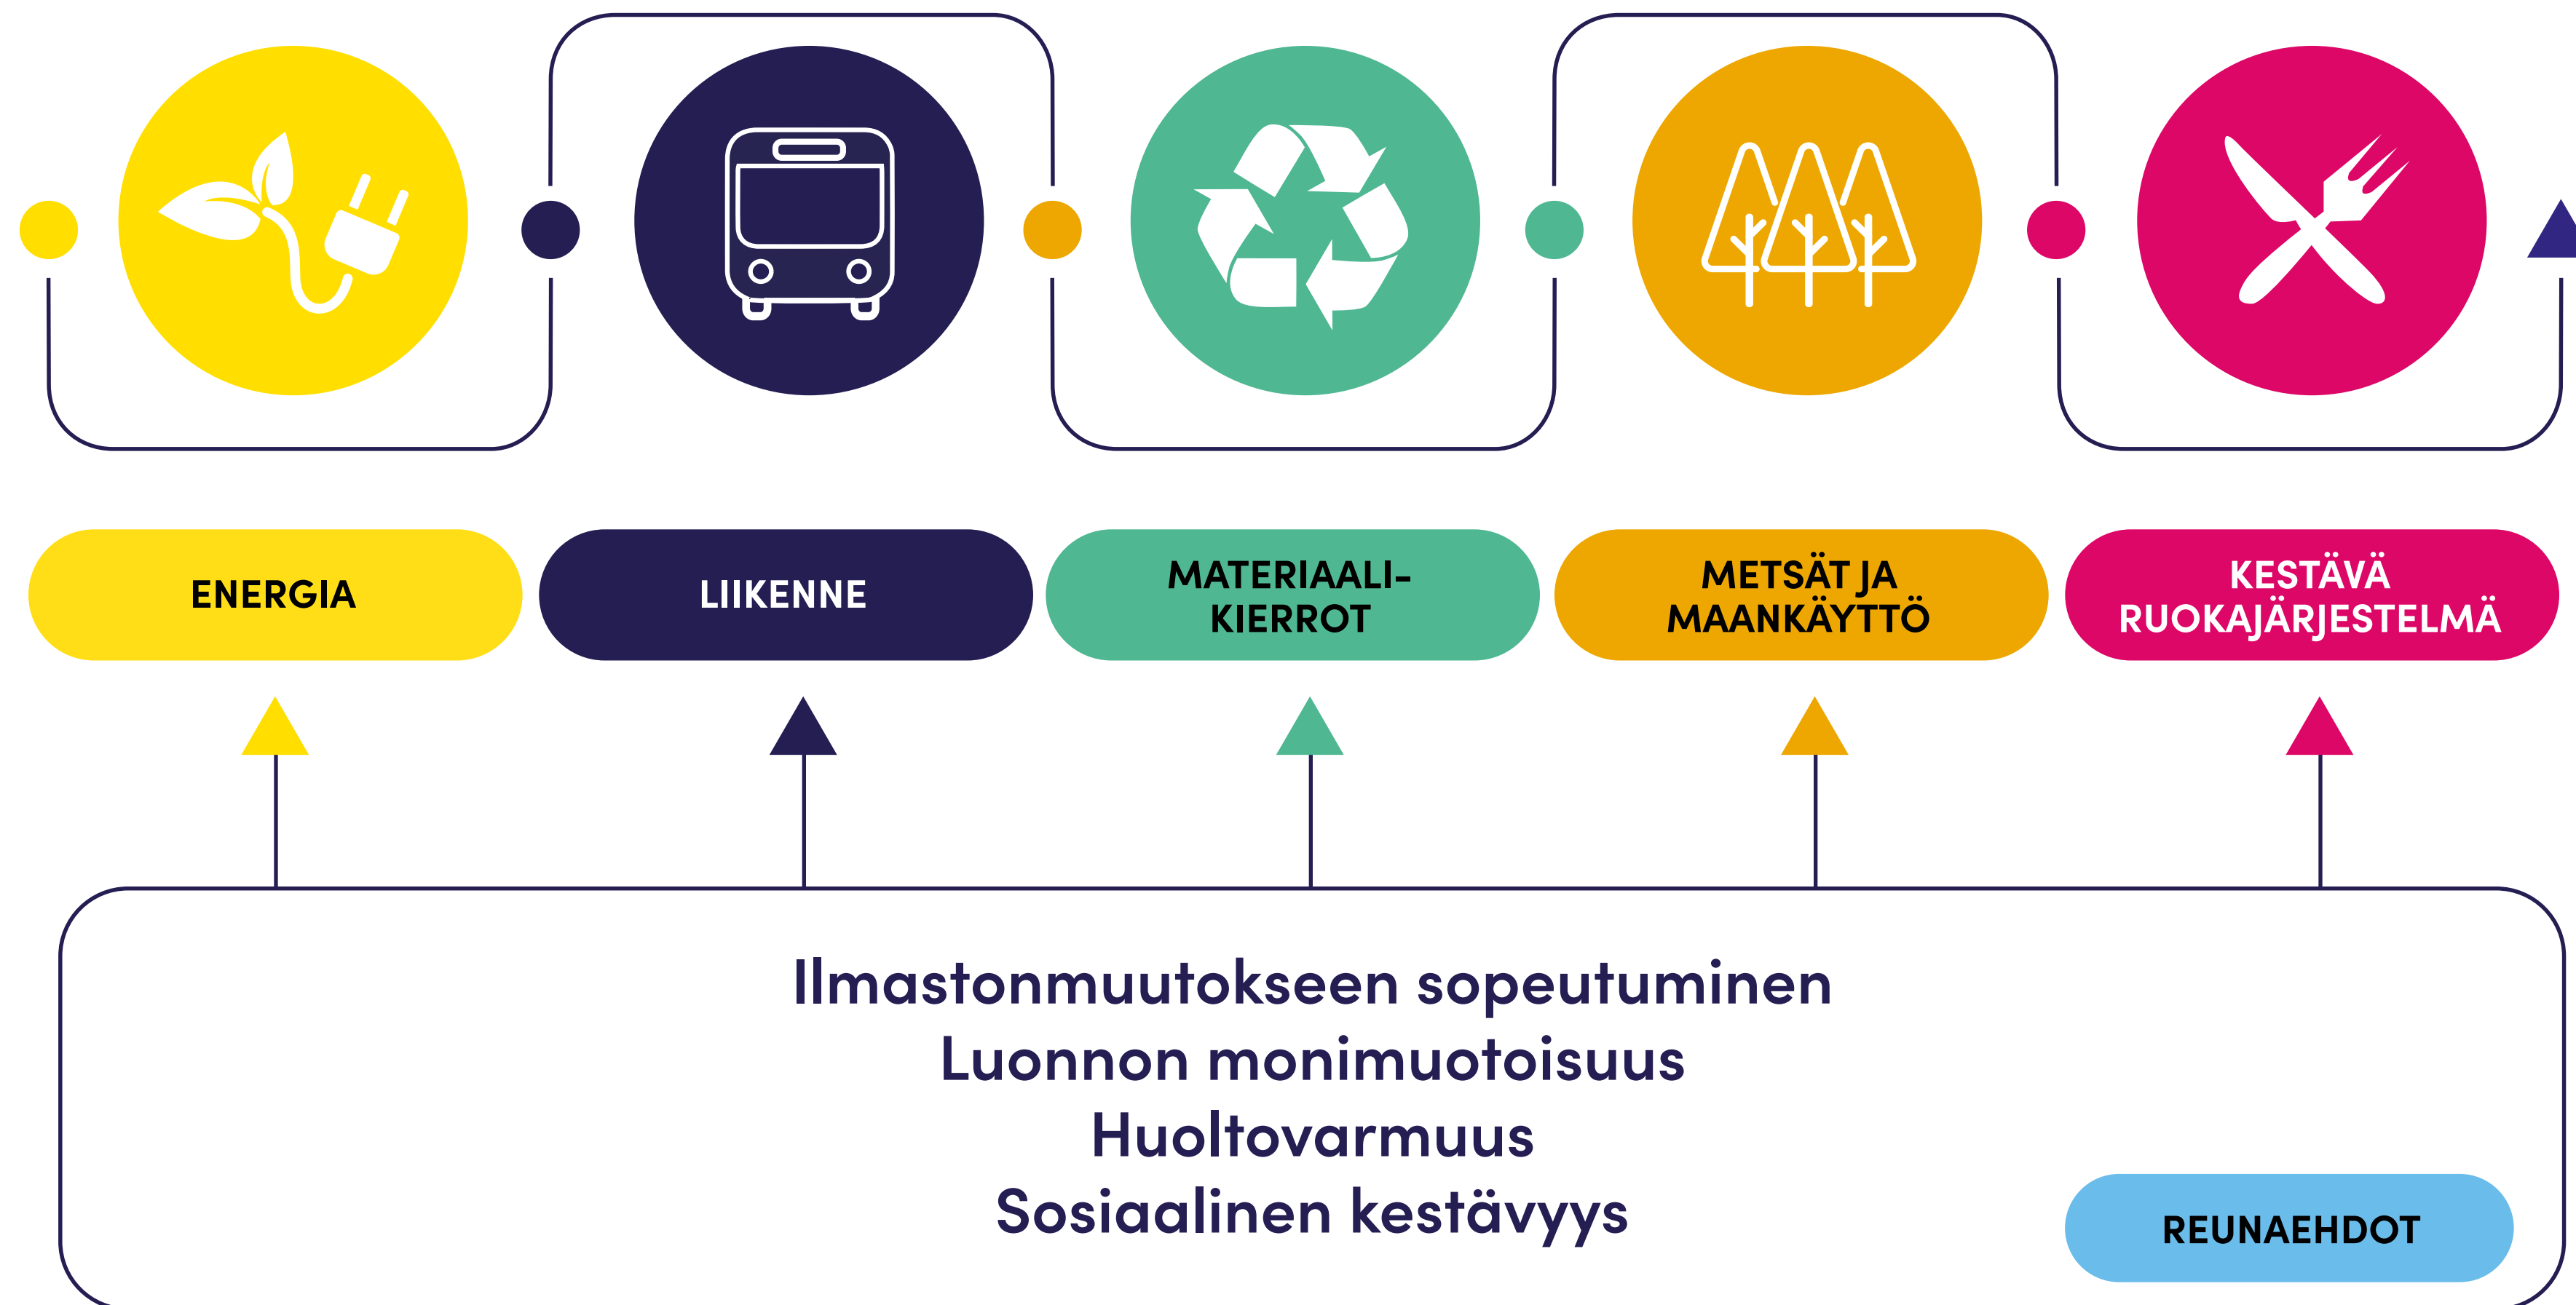 ENERGIA
LIIKENNE
MATERIAALI-
KIERROT
METSÄT JA
MAANKÄYTTÖ
KESTÄVÄ
RUOKAJÄRJESTELMÄ
Ilmastonmuutokseen sopeutuminen
Luonnon monimuotoisuus
Huoltovarmuus
Sosiaalinen kestävyys
REUNAEHDOT